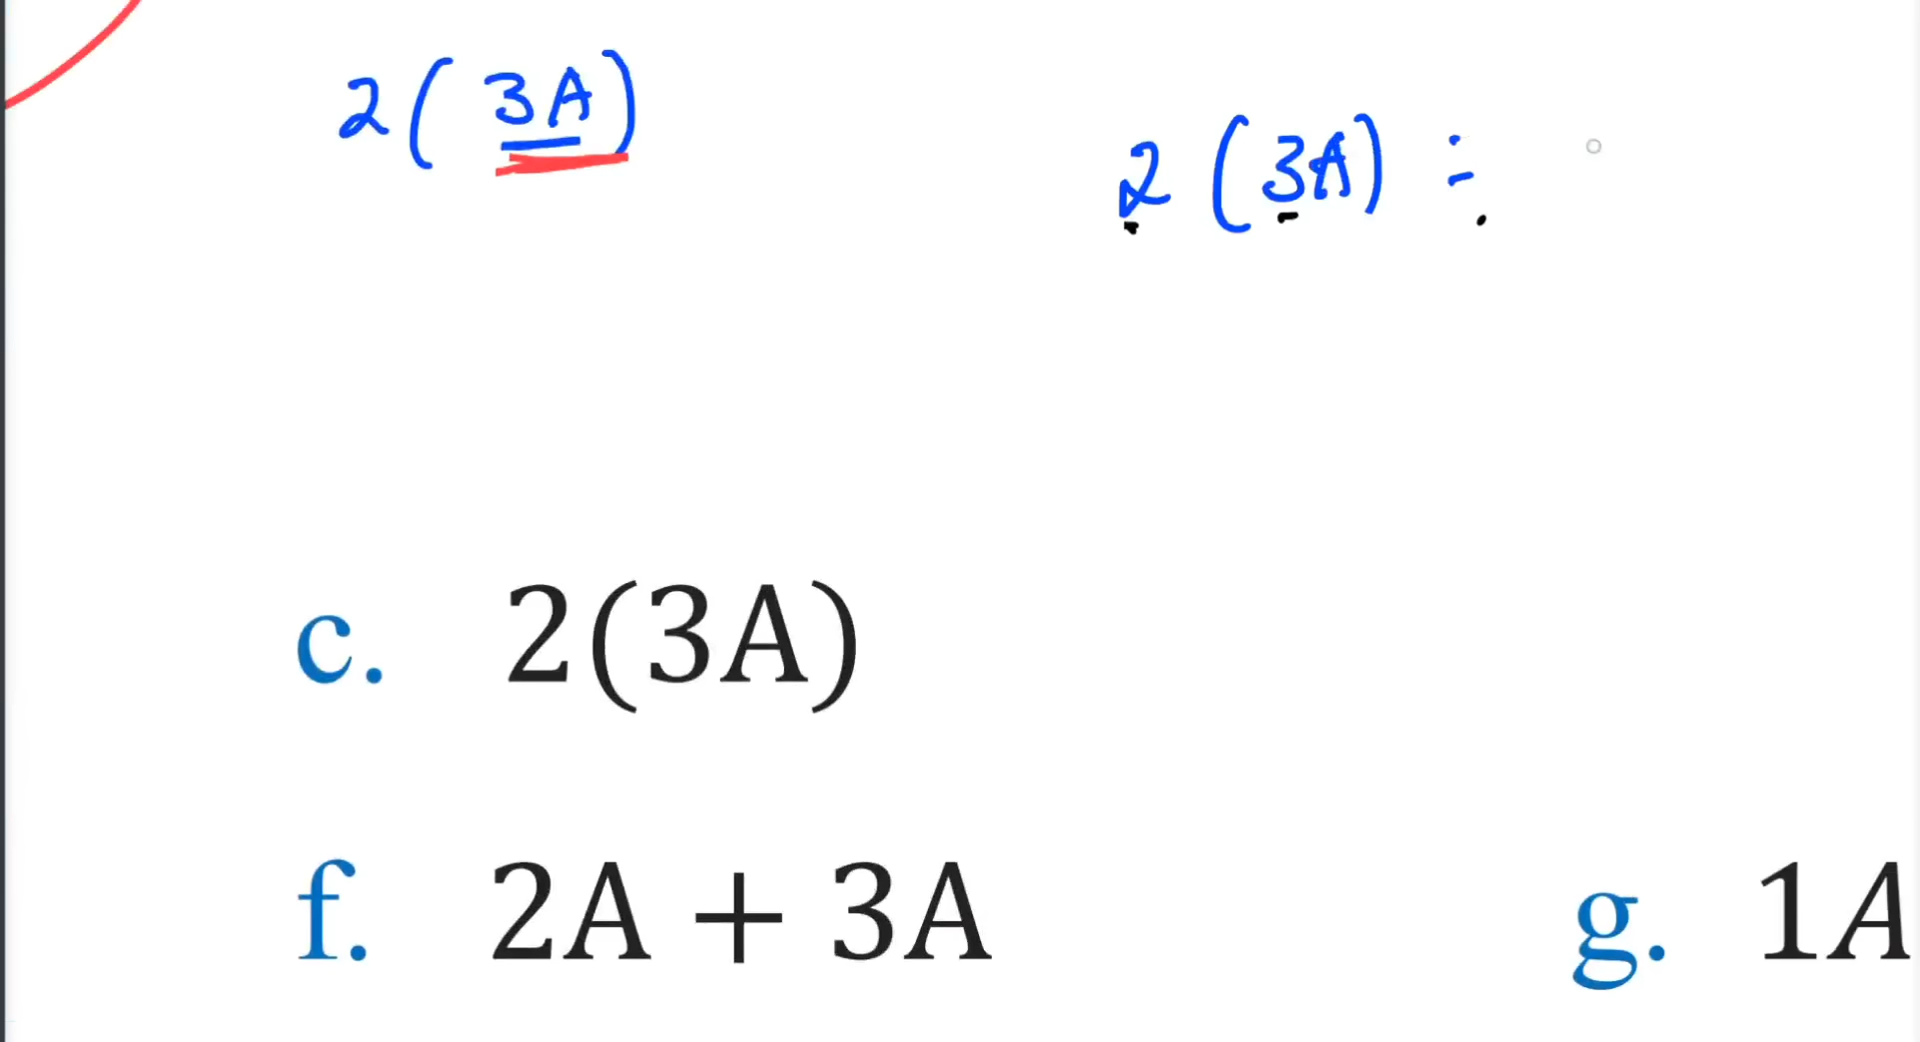 2(3A)
2(3A) =
c. 2(3A)
f. 2A + 3A
g. 1A